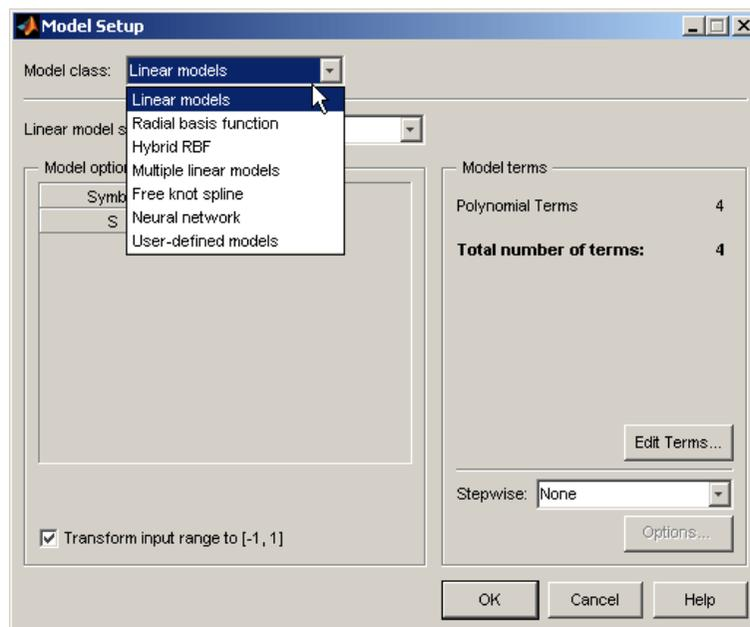 Model Setup
Model class: Linear models
Linear models
Radial basis function
Hybrid RBF
Multiple linear models
Free knot spline
Neural network
User-defined models
Linear model s
Model option
Symb
S
Transform input range to [-1, 1]
Model terms
Polynomial Terms 4
Total number of terms: 4
Edit Terms...
Stepwise: None
Options...
OK Cancel Help